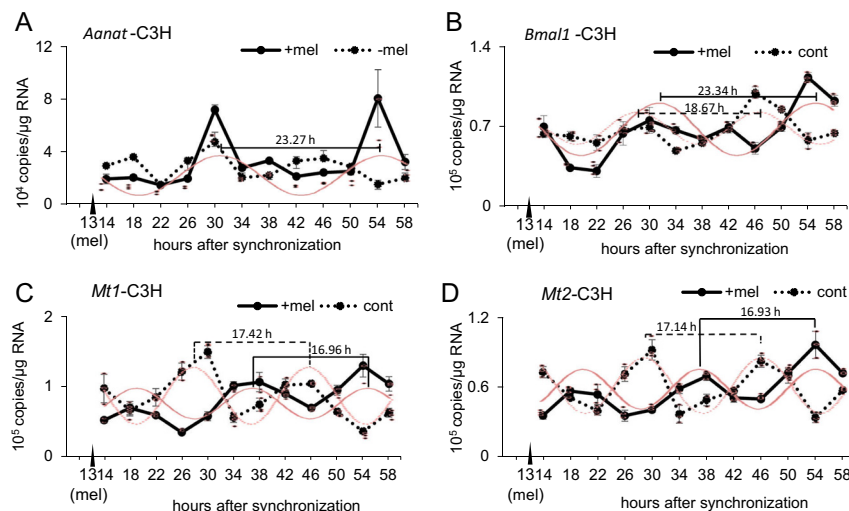 A
Aanat-C3H
+mel -mel
12
8
4
0
10⁴ copies/µg RNA
23.27 h
13 14 18 22 26 30 34 38 42 46 50 54 58
(mel)
hours after synchronization
B
Bmal1 -C3H
+mel cont
1.4
0.7
0
10⁵ copies/µg RNA
23.34 h
18.67 h
13 14 18 22 26 30 34 38 42 46 50 54 58
(mel) hours after synchronization
C
Mt1-C3H
+mel cont
2
1
0
10⁵ copies/µg RNA
17.42 h
16.96 h
13 14 18 22 26 30 34 38 42 46 50 54 58
(mel)
hours after synchronization
D
Mt2-C3H
+mel cont
1.2
0.6
0
10⁵ copies/µg RNA
16.93 h
17.14 h
13 14 18 22 26 30 34 38 42 46 50 54 58
(mel)
hours after synchronization